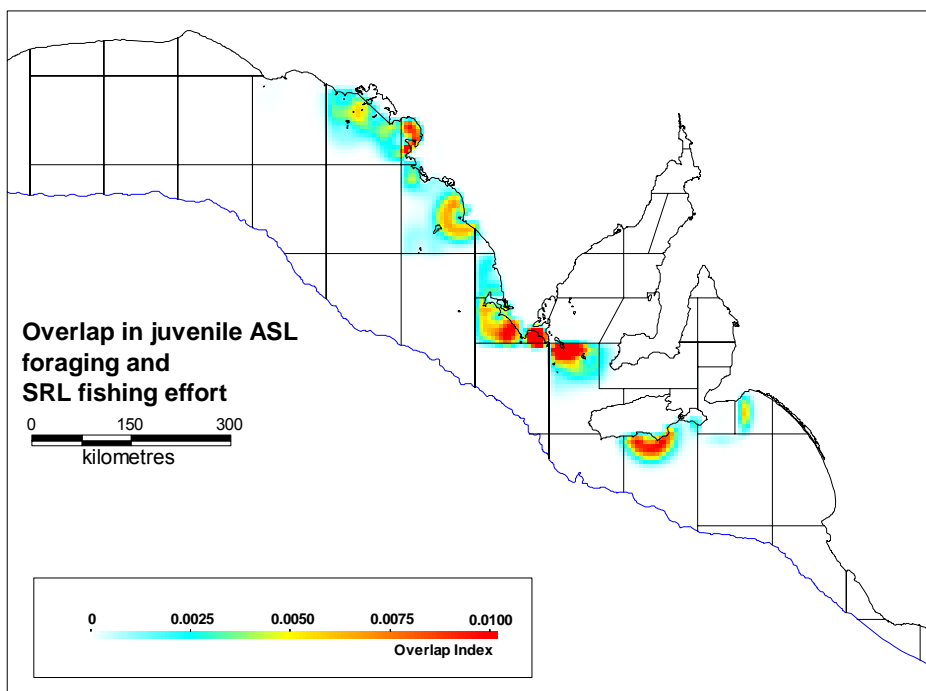 Overlap in juvenile ASL
foraging and
SRL fishing effort
0 150 300
kilometres
0 0.0025 0.0050 0.0075 0.0100
Overlap Index